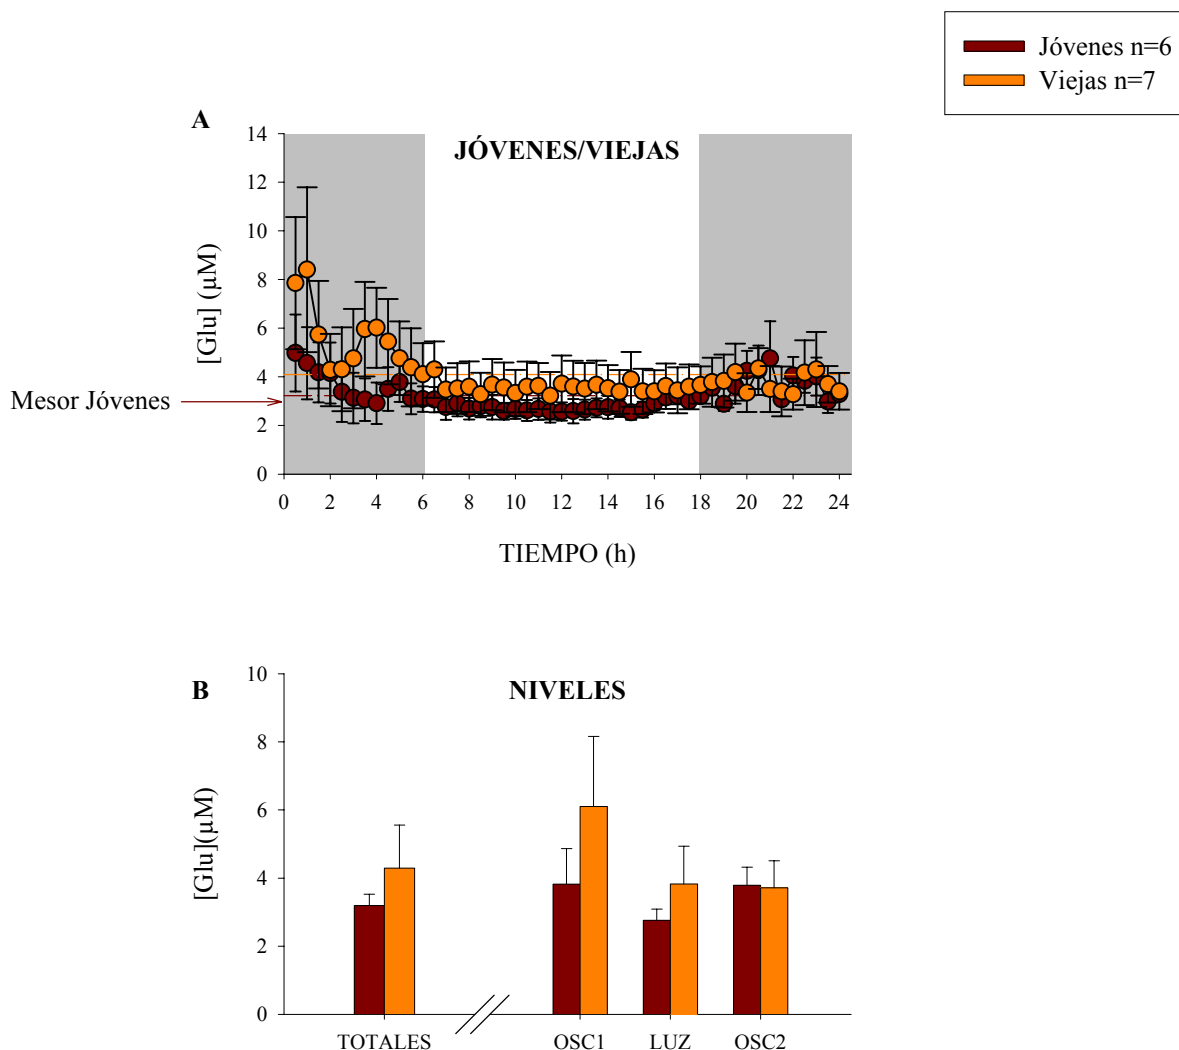 Jóvenes n=6
Viejas n=7
A
JÓVENES/VIEJAS
[Glu] (µM)
14
12
10
8
6
4
2
0
Mesor Jóvenes
0 2 4 6 8 10 12 14 16 18 20 22 24
TIEMPO (h)
B
NIVELES
[Glu](µM)
10
8
6
4
2
0
TOTALES OSC1 LUZ OSC2